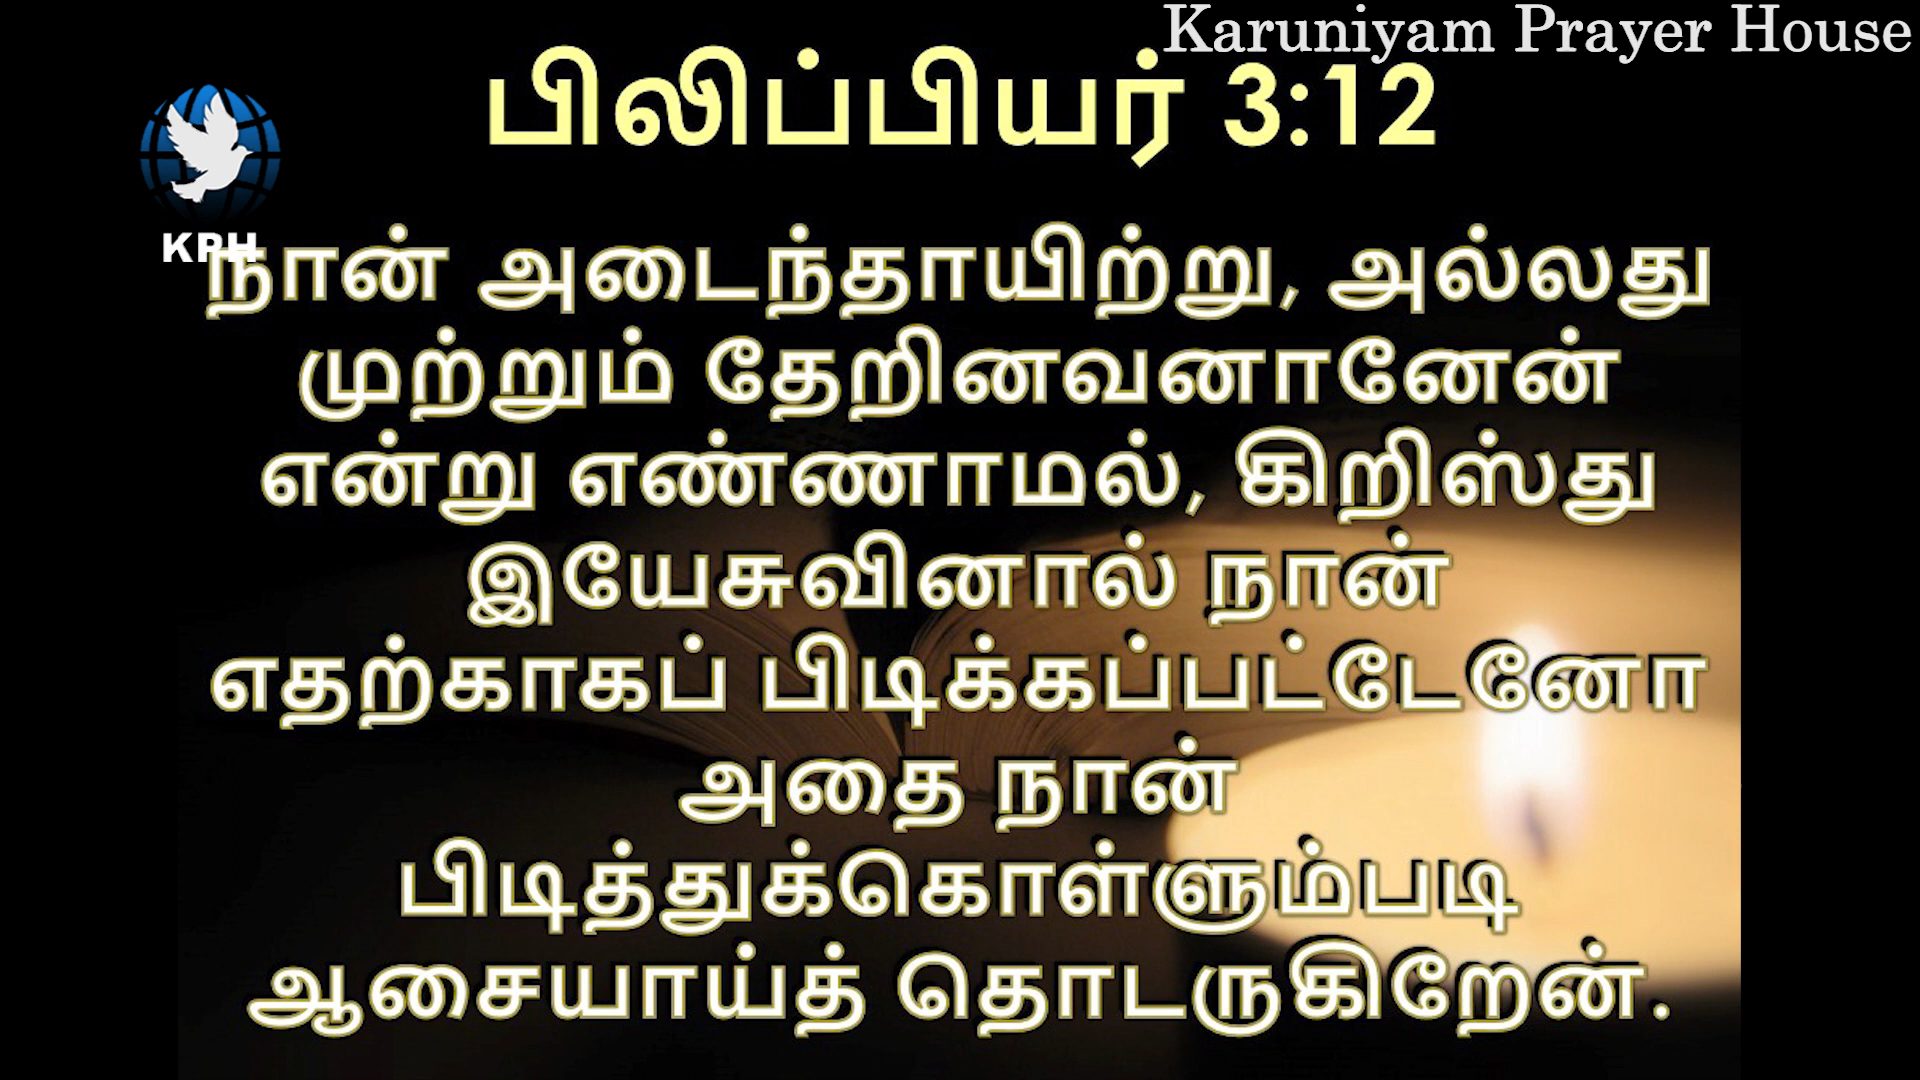 Karuniyam Prayer House
பிலிப்பியர் 3:12
KPH
நான் அடைந்தாயிற்று, அல்லது
முற்றும் தேறினவனானேன்
என்று எண்ணாமல், கிறிஸ்து
இயேசுவினால் நான்
எதற்காகப் பிடிக்கப்பட்டேனோ
அதை நான்
பிடித்துக்கொள்ளும்படி
ஆசையாய்த் தொடருகிறேன்.